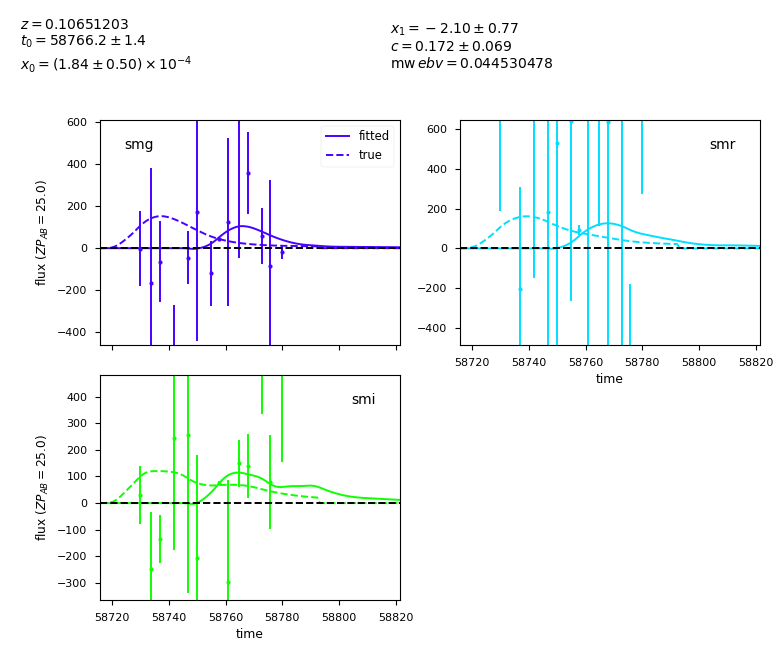 z = 0.10651203
t₀ = 58766.2 ± 1.4
x₀ = (1.84 ± 0.50) × 10⁻⁴
x₁ = −2.10 ± 0.77
c = 0.172 ± 0.069
mwebv = 0.044530478
smg
fitted
true
600
400
200
0
−200
−400
flux (ZP_AB = 25.0)
smr
600
400
200
0
−200
−400
58720 58740 58760 58780 58800 58820
time
smi
400
300
200
100
0
−100
−200
−300
flux (ZP_AB = 25.0)
58720 58740 58760 58780 58800 58820
time